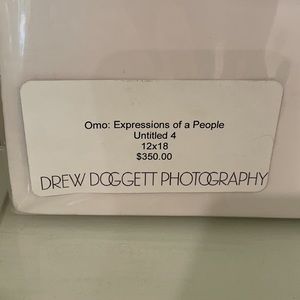 Omo: Expressions of a People
Untitled 4
12x18
$350.00
DREW DOGGETT PHOTOGRAPHY